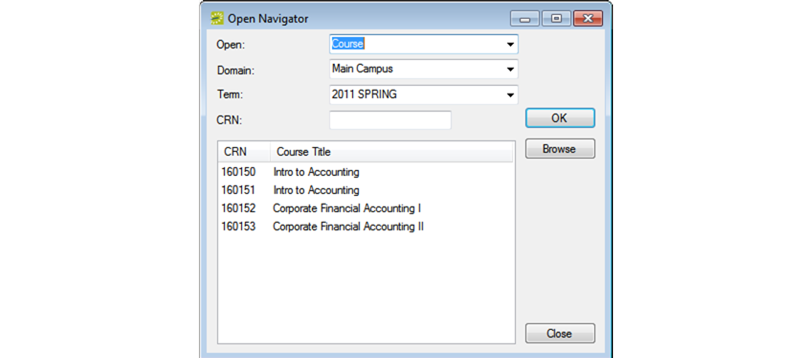 Open Navigator
Open: Course
Domain: Main Campus
Term: 2011 SPRING
CRN:
OK
Browse
CRN Course Title
160150 Intro to Accounting
160151 Intro to Accounting
160152 Corporate Financial Accounting I
160153 Corporate Financial Accounting II
Close